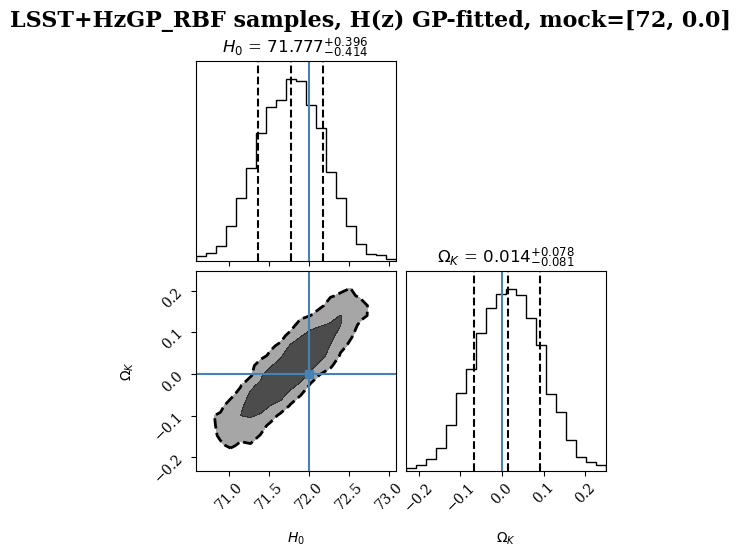 LSST+HzGP_RBF samples, H(z) GP-fitted, mock=[72, 0.0]
H₀ = 71.777⁺⁰·³⁹⁶₋₀.₄₁₄
Ω_K = 0.014⁺⁰·⁰⁷⁸₋₀.₀₈₁
Ω_K
0.2
0.1
0.0
−0.1
−0.2
71.0 71.5 72.0 72.5 73.0
−0.2 −0.1 0.0 0.1 0.2
H₀
Ω_K